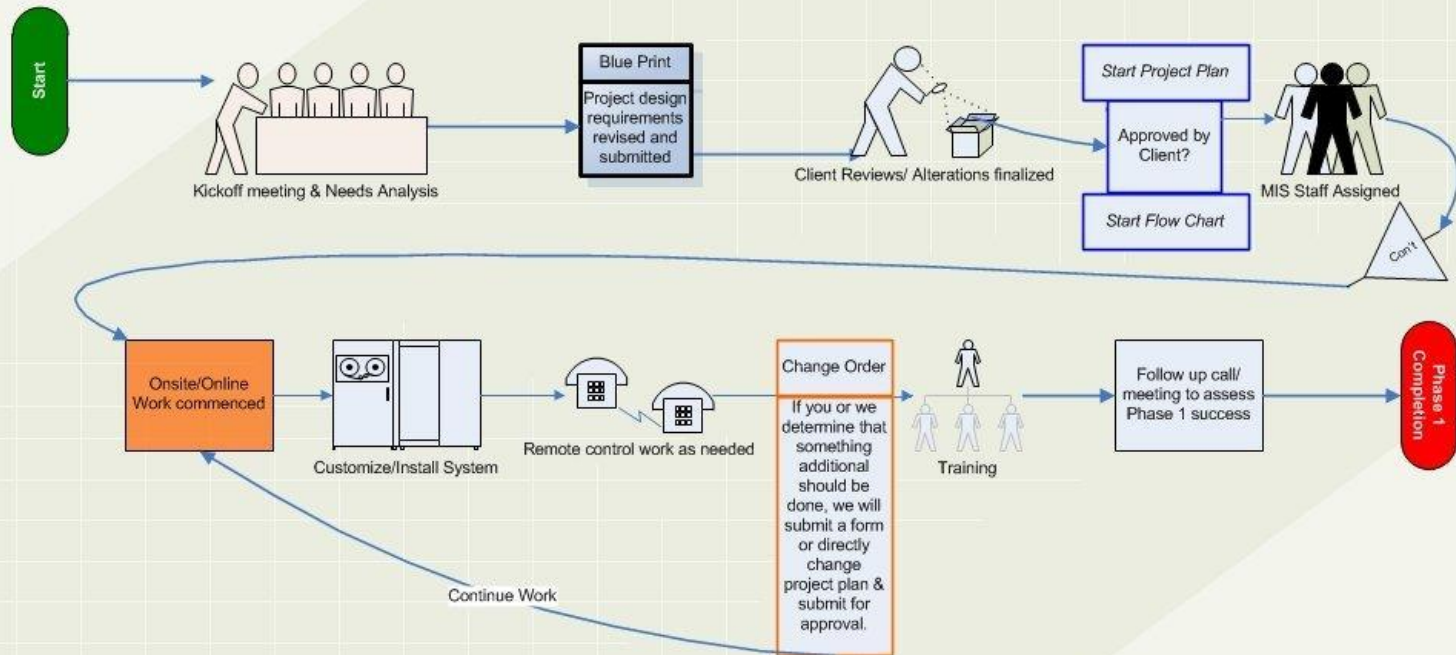 Start
Kickoff meeting & Needs Analysis
Blue Print
Project design
requirements
revised and
submitted
Client Reviews/ Alterations finalized
Start Project Plan
Approved by
Client?
Start Flow Chart
MIS Staff Assigned
Con't
Onsite/Online
Work commenced
Customize/Install System
Remote control work as needed
Change Order
If you or we
determine that
something
additional
should be
done, we will
submit a form
or directly
change
project plan &
submit for
approval.
Training
Follow up call/
meeting to assess
Phase 1 success
Phase 1
Completion
Continue Work